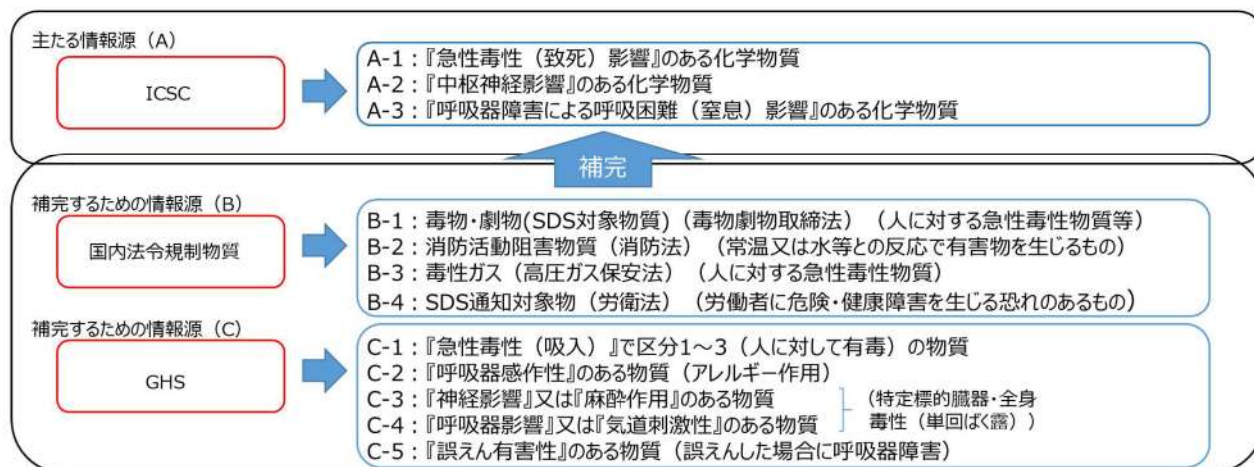 主たる情報源（A）
ICSC
A-1：『急性毒性（致死）影響』のある化学物質
A-2：『中枢神経影響』のある化学物質
A-3：『呼吸器障害による呼吸困難（窒息）影響』のある化学物質
補完
補完するための情報源（B）
国内法令規制物質
B-1：毒物・劇物(SDS対象物質)（毒物劇物取締法）（人に対する急性毒性物質等）
B-2：消防活動阻害物質（消防法）（常温又は水等との反応で有害物を生じるもの）
B-3：毒性ガス（高圧ガス保安法）（人に対する急性毒性物質）
B-4：SDS通知対象物（労衛法）（労働者に危険・健康障害を生じる恐れのあるもの）
補完するための情報源（C）
GHS
C-1：『急性毒性（吸入）』で区分1～3（人に対して有毒）の物質
C-2：『呼吸器感作性』のある物質（アレルギー作用）
C-3：『神経影響』又は『麻酔作用』のある物質
C-4：『呼吸器影響』又は『気道刺激性』のある物質
（特定標的臓器・全身
毒性（単回ばく露））
C-5：『誤えん有害性』のある物質（誤えんした場合に呼吸器障害）